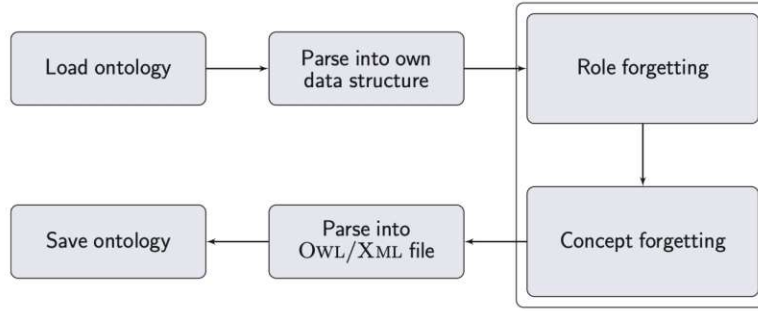 Load ontology
Parse into own
data structure
Role forgetting
Save ontology
Parse into
OWL/XML file
Concept forgetting